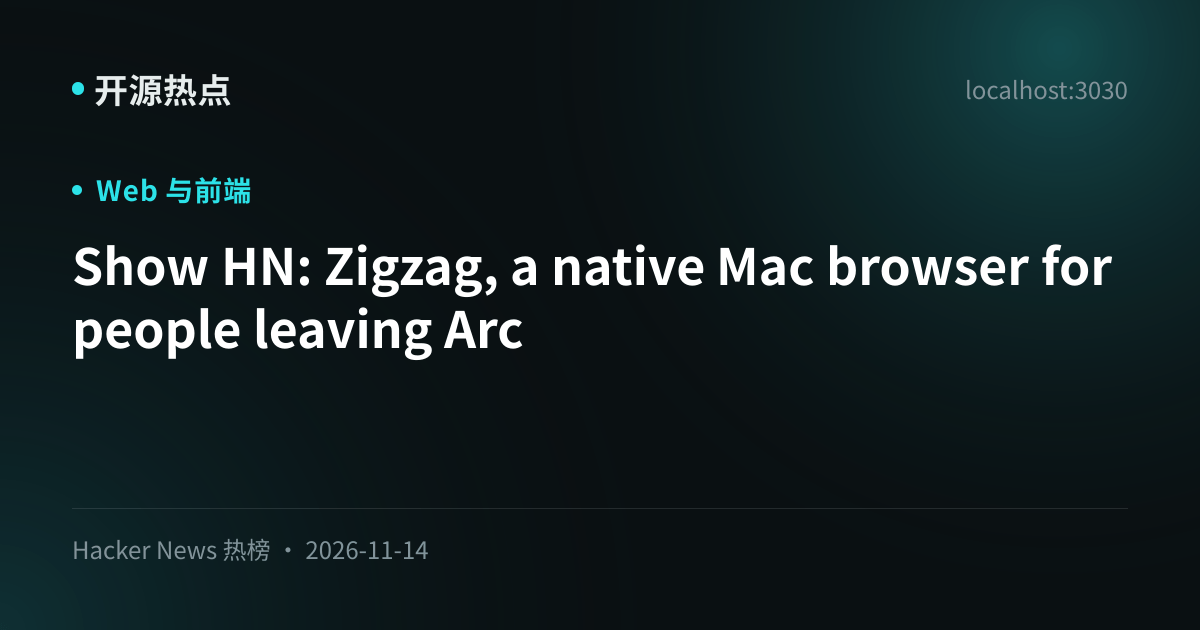 开源热点
localhost:3030
Web 与前端
Show HN: Zigzag, a native Mac browser for
people leaving Arc
Hacker News 热榜 · 2026-11-14